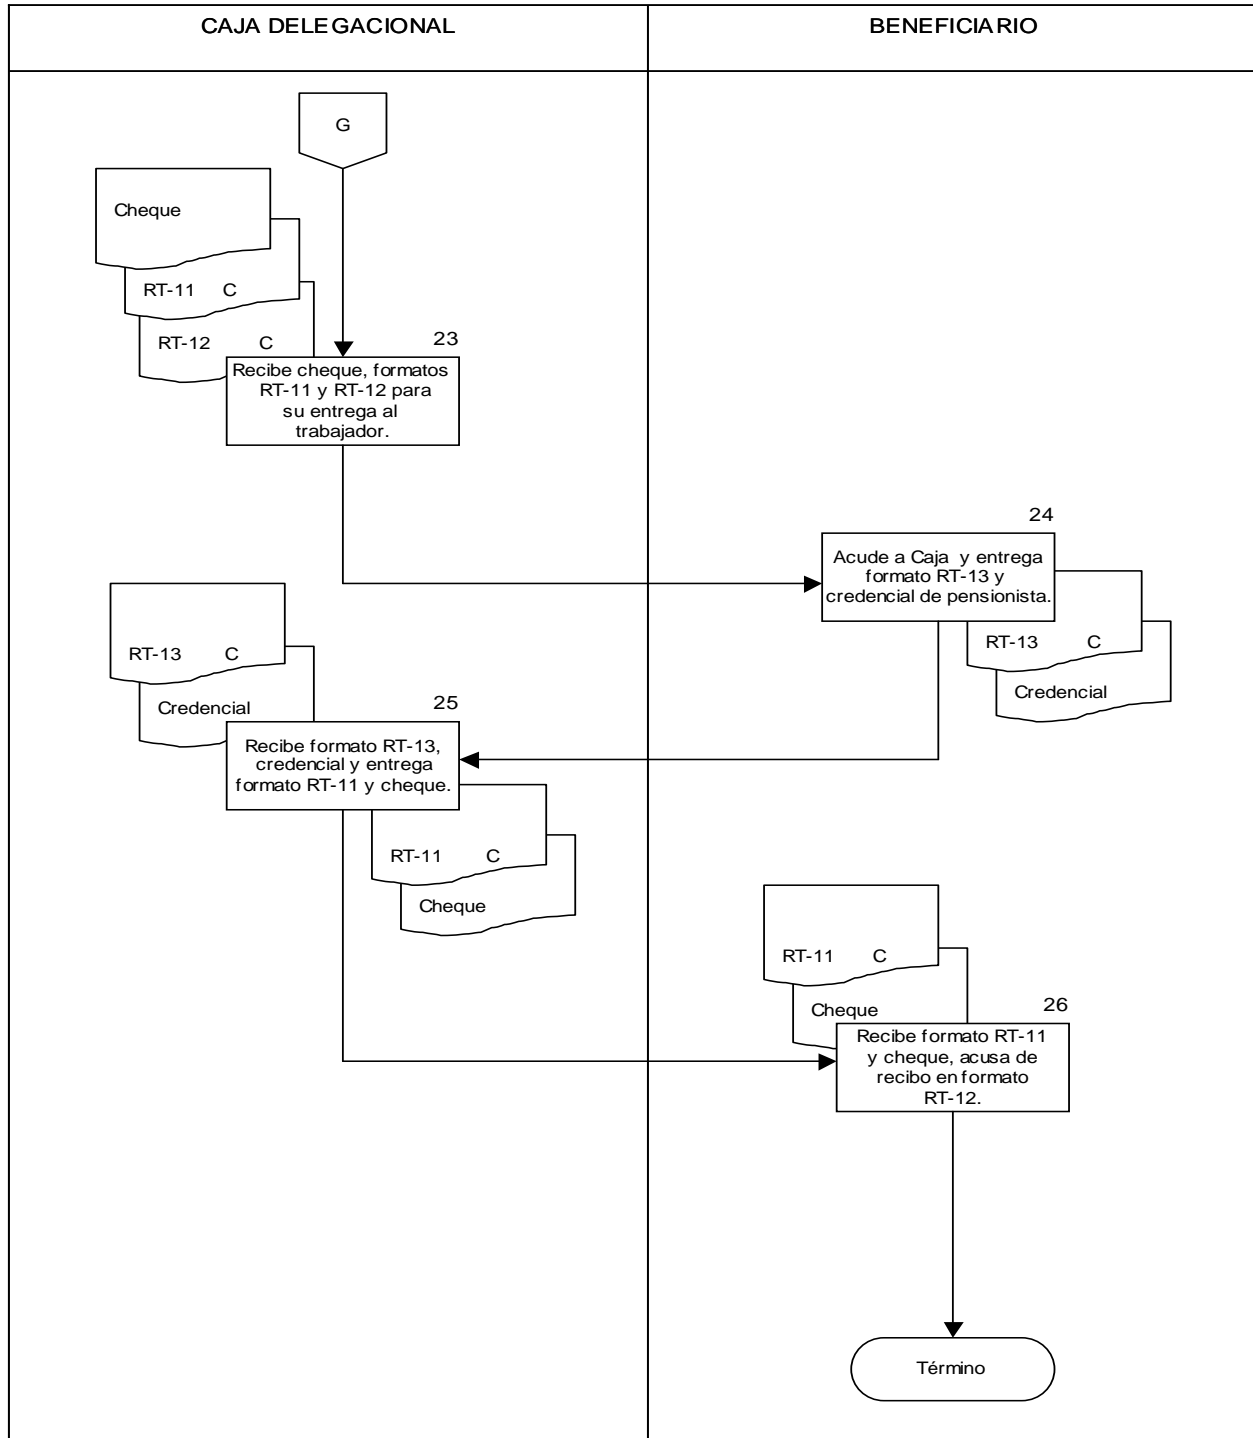 CAJA DELEGACIONAL
BENEFICIARIO
G
Cheque
RT-11 C
RT-12 C
23
Recibe cheque, formatos
RT-11 y RT-12 para
su entrega al
trabajador.
24
Acude a Caja y entrega
formato RT-13 y
credencial de pensionista.
RT-13 C
Credencial
RT-13 C
Credencial
25
Recibe formato RT-13,
credencial y entrega
formato RT-11 y cheque.
RT-11 C
Cheque
RT-11 C
Cheque
26
Recibe formato RT-11
y cheque, acusa de
recibo en formato
RT-12.
Término